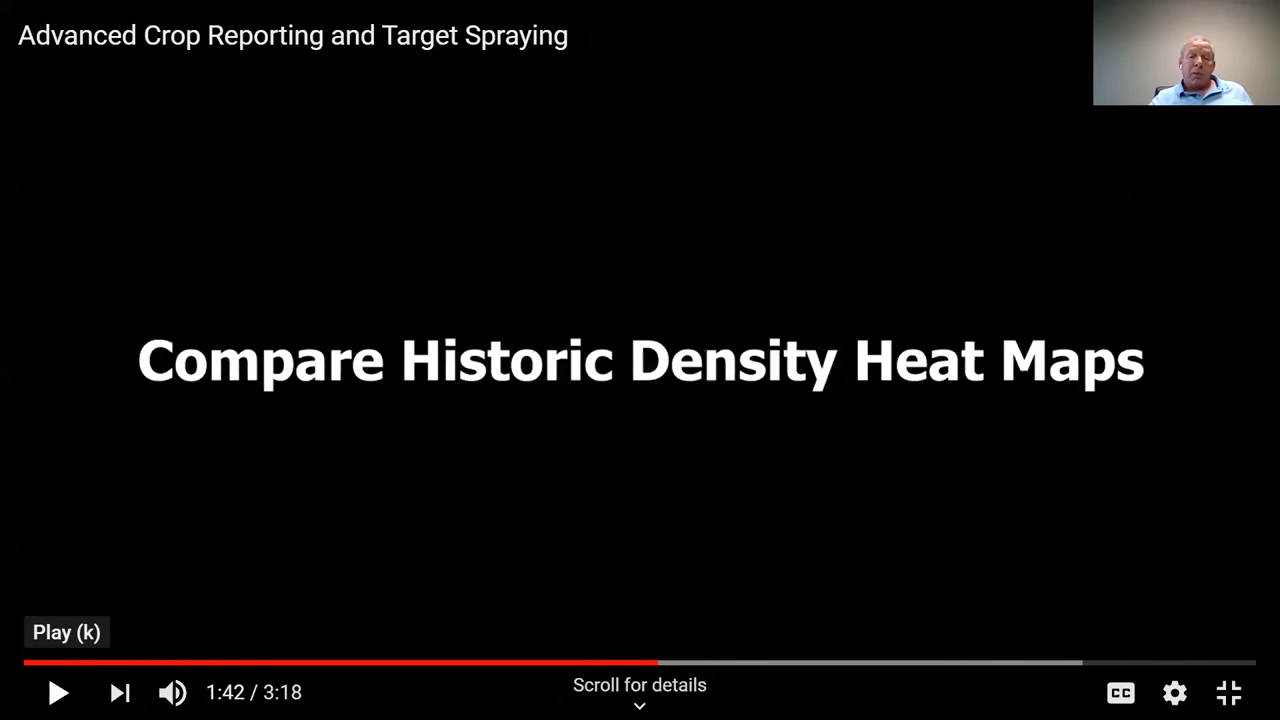 Advanced Crop Reporting and Target Spraying
Compare Historic Density Heat Maps
Play (k)
1:42 / 3:18
Scroll for details
CC